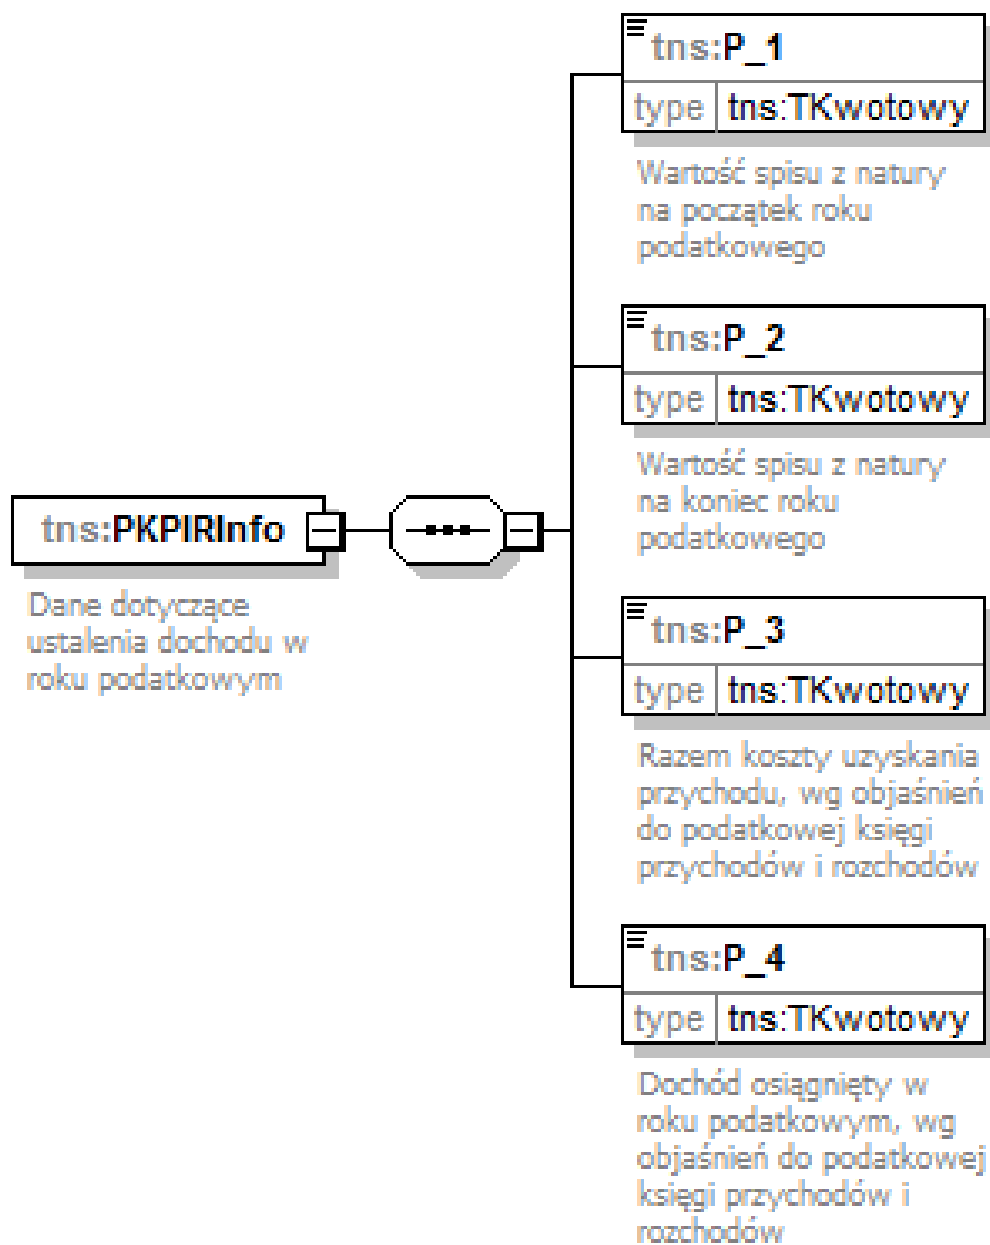 tns:P_1
type tns:TKwotowy
Wartość spisu z natury
na początek roku
podatkowego
tns:P_2
type tns:TKwotowy
Wartość spisu z natury
na koniec roku
podatkowego
tns:PKPIRInfo
Dane dotyczące
ustalenia dochodu w
roku podatkowym
tns:P_3
type tns:TKwotowy
Razem koszty uzyskania
przychodu, wg objaśnień
do podatkowej księgi
przychodów i rozchodów
tns:P_4
type tns:TKwotowy
Dochód osiągnięty w
roku podatkowym, wg
objaśnień do podatkowej
księgi przychodów i
rozchodów